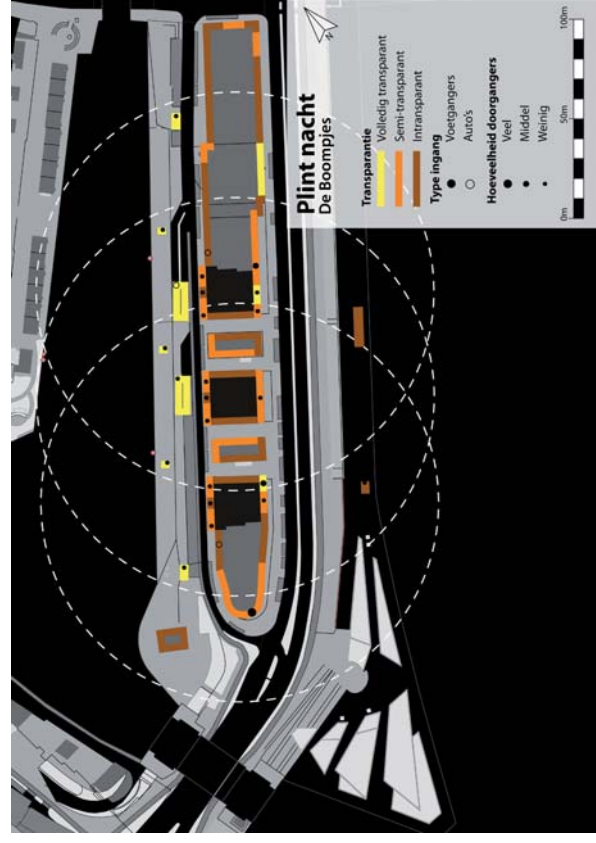 Plint nacht
De Boompjes
Transparantie
Volledig transparant
Semi-transparant
Intransparant
Type ingang
Voetgangers
Auto's
Hoeveelheid doorgangers
Veel
Middel
Weinig
0m 50m 100m
N